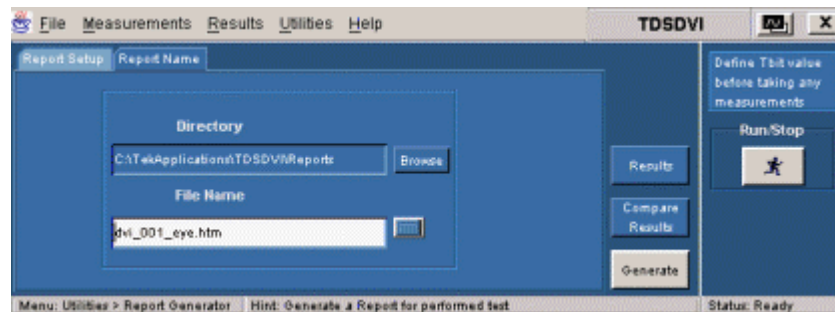 File Measurements Results Utilities Help TDSDVI X
Report Setup Report Name
Define Tbit value
before taking any
measurements
Directory
Run/Stop
C:\TekApplications\TDSDVI\Reports Browse
Results
File Name
Compare
Results
dvi_001_eye.htm
Generate
Menu: Utilities > Report Generator Hint: Generate a Report for performed test Status: Ready